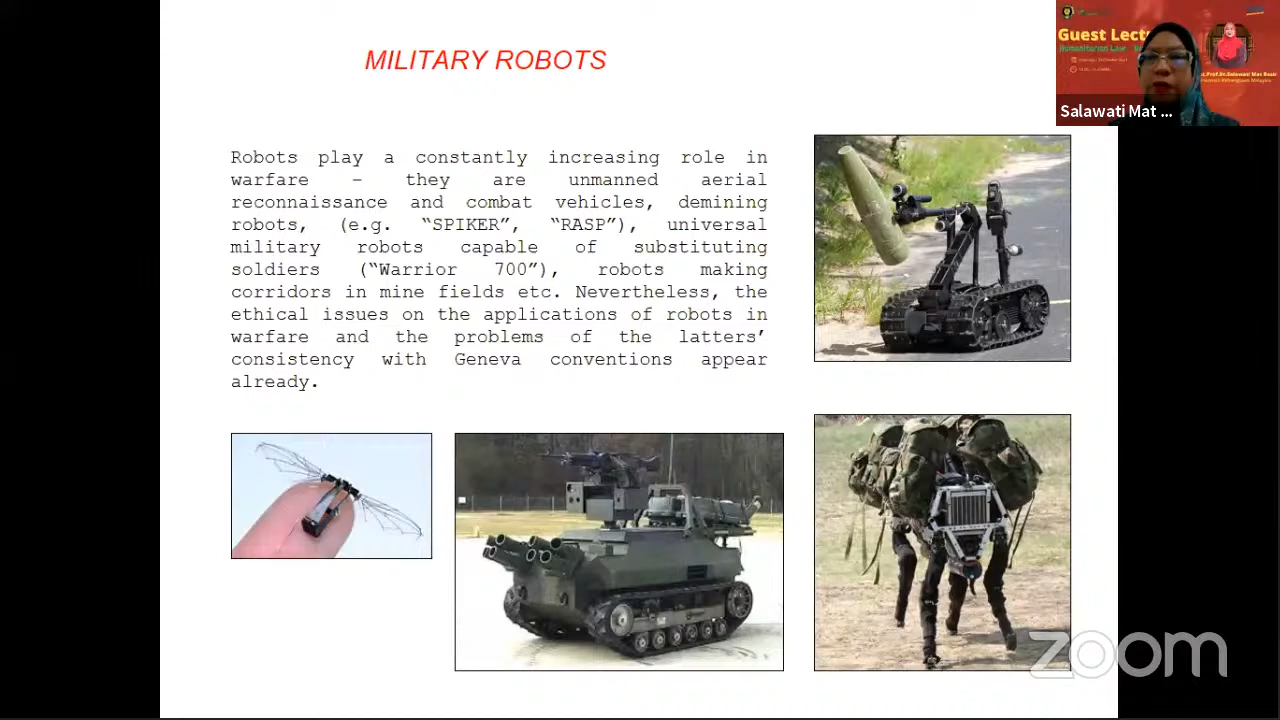 MILITARY ROBOTS
Guest Lect
Salawati Mat ...
Robots play a constantly increasing role in
warfare – they are unmanned aerial
reconnaissance and combat vehicles, demining
robots, (e.g. “SPIKER”, “RASP”), universal
military robots capable of substituting
soldiers (“Warrior 700”), robots making
corridors in mine fields etc. Nevertheless, the
ethical issues on the applications of robots in
warfare and the problems of the latters’
consistency with Geneva conventions appear
already.
zoom